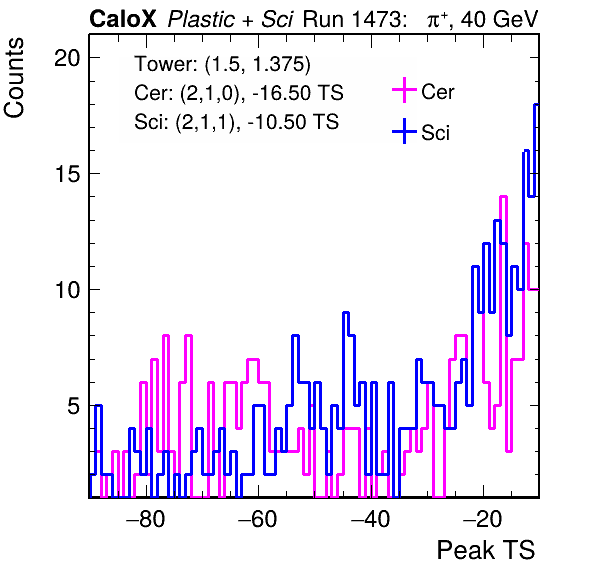 CaloX Plastic + Sci Run 1473: π+, 40 GeV
Counts
Tower: (1.5, 1.375)
Cer: (2,1,0), -16.50 TS
Sci: (2,1,1), -10.50 TS
Cer
Sci
20
15
10
5
−80 −60 −40 −20
Peak TS